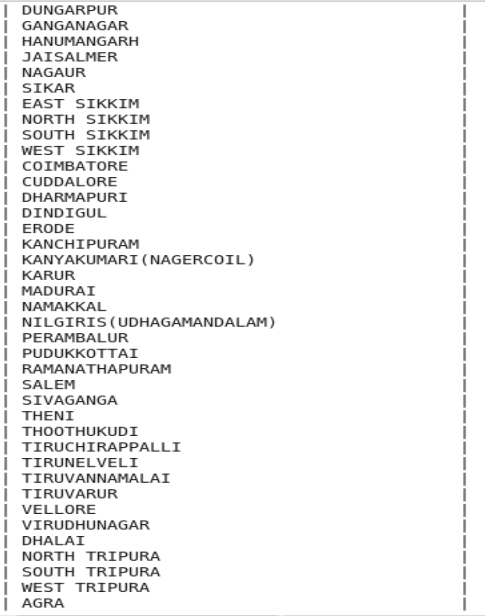 | DUNGARPUR |
| GANGANAGAR |
| HANUMANGARH |
| JAISALMER |
| NAGAUR |
| SIKAR |
| EAST SIKKIM |
| NORTH SIKKIM |
| SOUTH SIKKIM |
| WEST SIKKIM |
| COIMBATORE |
| CUDDALORE |
| DHARMAPURI |
| DINDIGUL |
| ERODE |
| KANCHIPURAM |
| KANYAKUMARI(NAGERCOIL) |
| KARUR |
| MADURAI |
| NAMAKKAL |
| NILGIRIS(UDHAGAMANDALAM) |
| PERAMBALUR |
| PUDUKKOTTAI |
| RAMANATHAPURAM |
| SALEM |
| SIVAGANGA |
| THENI |
| THOOTHUKUDI |
| TIRUCHIRAPPALLI |
| TIRUNELVELI |
| TIRUVANNAMALAI |
| TIRUVARUR |
| VELLORE |
| VIRUDHUNAGAR |
| DHALAI |
| NORTH TRIPURA |
| SOUTH TRIPURA |
| WEST TRIPURA |
| AGRA |